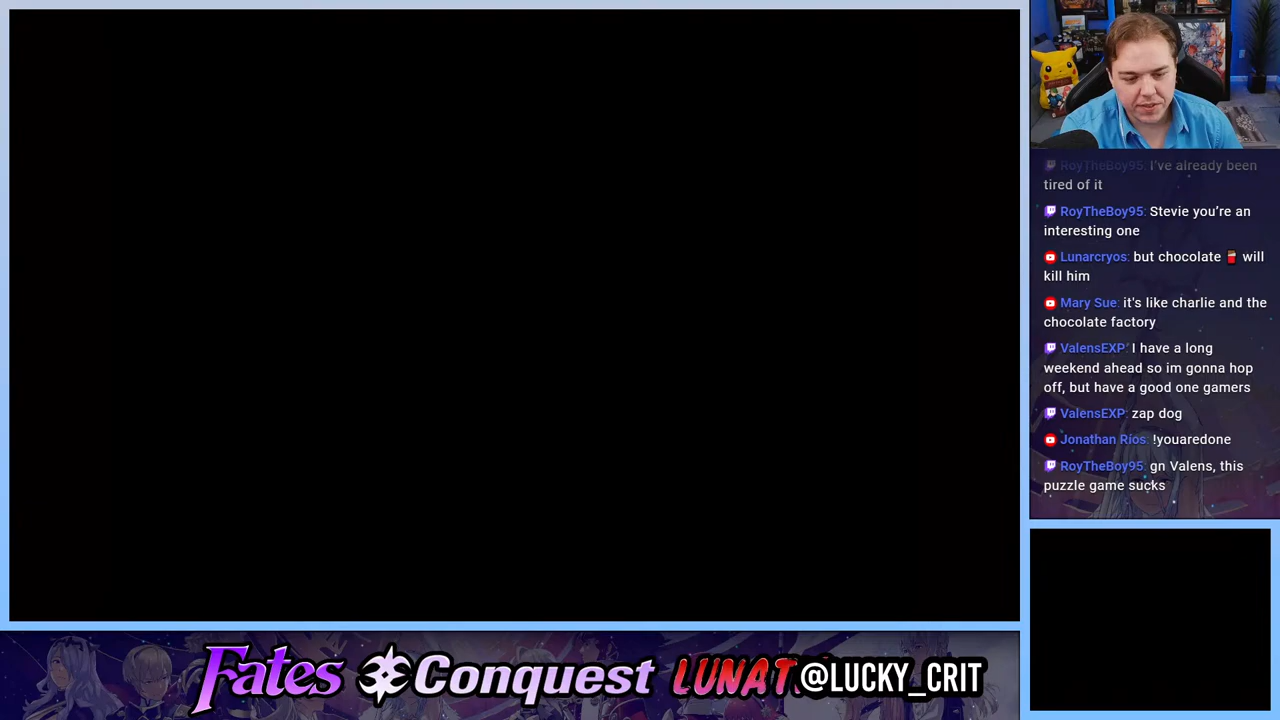 RoyTheBoy95: I've already been
tired of it
RoyTheBoy95: Stevie you're an
interesting one
Lunarcryos: but chocolate 🍫 will
kill him
Mary Sue: it's like charlie and the
chocolate factory
ValensEXP: I have a long
weekend ahead so im gonna hop
off, but have a good one gamers
ValensEXP: zap dog
Jonathan Ríos: !youaredone
RoyTheBoy95: gn Valens, this
puzzle game sucks
Fates Conquest LUNAT @LUCKY_CRIT